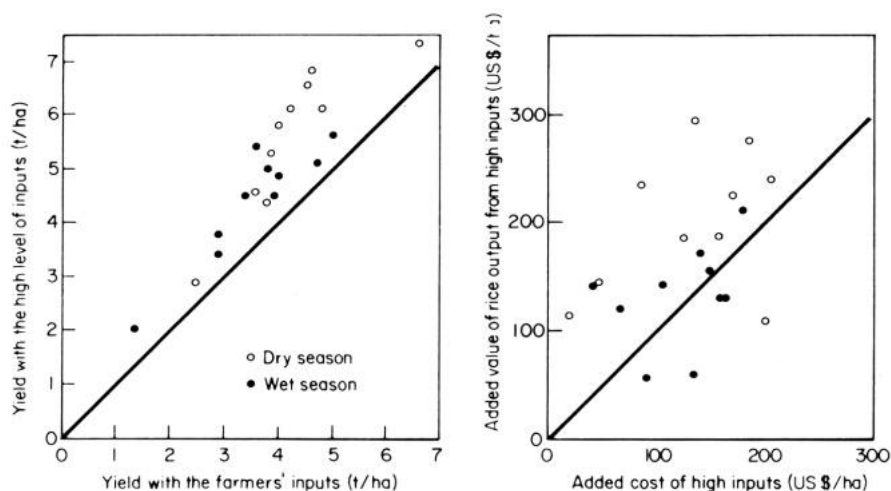 Yield with the high level of inputs (t/ha)
7
6
5
4
3
2
1
0
0 1 2 3 4 5 6 7
Yield with the farmers' inputs (t/ha)
Dry season
Wet season
Added value of rice output from high inputs (US $/
300
200
100
0
0 100 200 300
Added cost of high inputs (US $/ha)